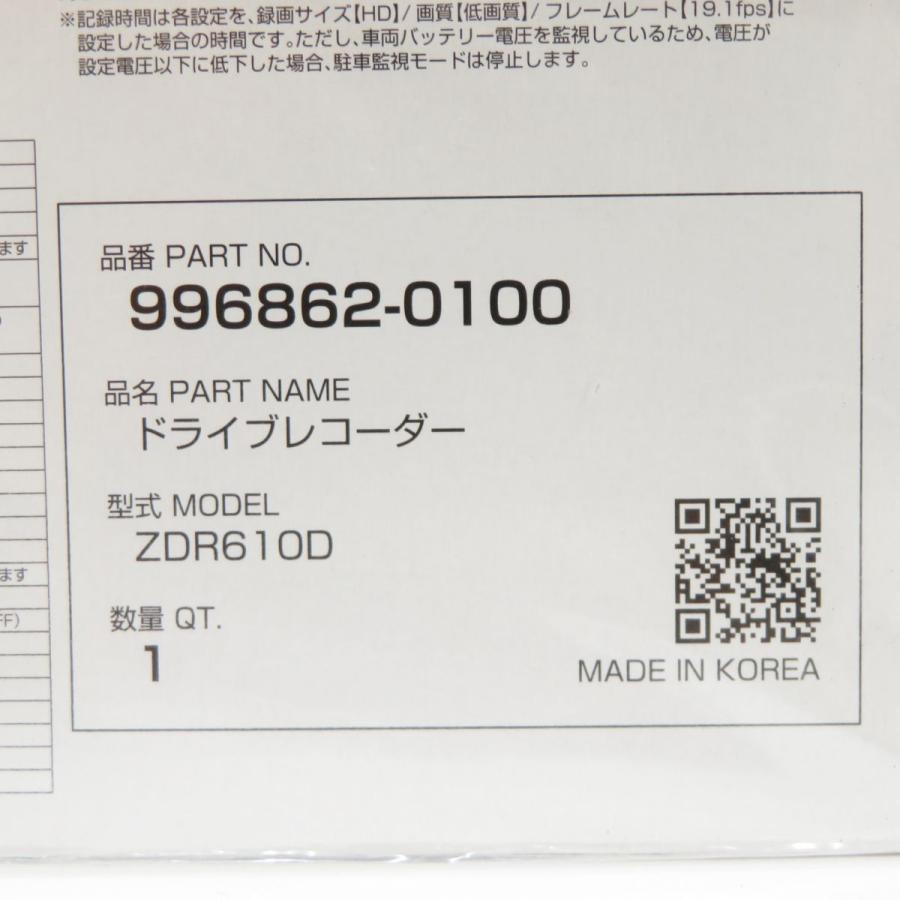 ※記録時間は各設定を、録画サイズ【HD】/ 画質【低画質】/ フレームレート【19.1fps】に
設定した場合の時間です。ただし、車両バッテリー電圧を監視しているため、電圧が
設定電圧以下に低下した場合、駐車監視モードは停止します。
ます
品番 PART NO.
996862-0100
品名 PART NAME
ドライブレコーダー
型式 MODEL
ZDR610D
ます
FF)
数量 QT.
1
MADE IN KOREA